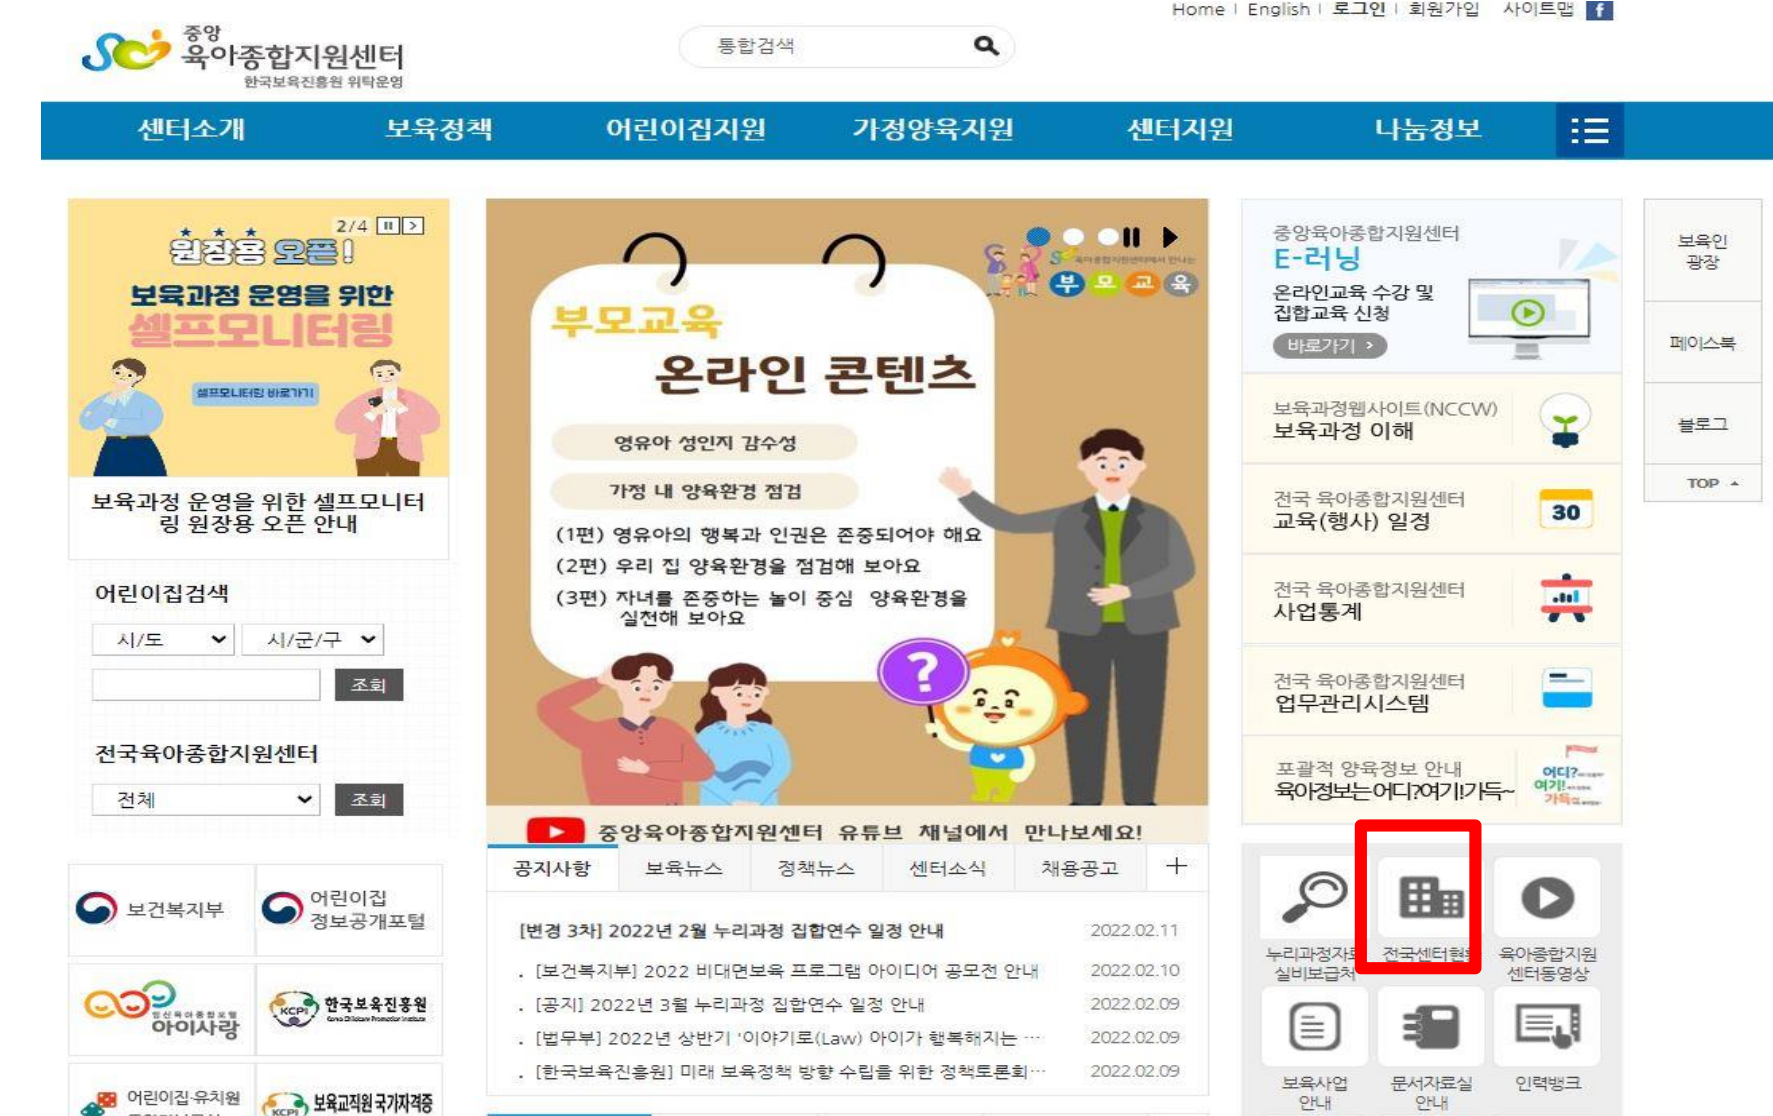 Home | English | 로그인 | 회원가입 사이트맵 f
중앙
육아종합지원센터
한국보육진흥원 위탁운영
통합검색
센터소개 보육정책 어린이집지원 가정양육지원 센터지원 나눔정보
2/4
원장용 오픈!
보육과정 운영을 위한
셀프모니터링
셀프모니터링 바로가기
보육과정 운영을 위한 셀프모니터
링 원장용 오픈 안내
어린이집검색
시/도 시/군/구
조회
전국육아종합지원센터
전체 조회
보건복지부
어린이집
정보공개포털
아이사랑
KCPI 한국보육진흥원
어린이집·유치원
KCPI 보육교직원 국가자격증
육아종합지원센터에서 만나는
부모교육
부모교육
온라인 콘텐츠
영유아 성인지 감수성
가정 내 양육환경 점검
(1편) 영유아의 행복과 인권은 존중되어야 해요
(2편) 우리 집 양육환경을 점검해 보아요
(3편) 자녀를 존중하는 놀이 중심 양육환경을
실천해 보아요
?
중앙육아종합지원센터 유튜브 채널에서 만나보세요!
공지사항 보육뉴스 정책뉴스 센터소식 채용공고 +
[변경 3차] 2022년 2월 누리과정 집합연수 일정 안내 2022.02.11
. [보건복지부] 2022 비대면보육 프로그램 아이디어 공모전 안내 2022.02.10
. [공지] 2022년 3월 누리과정 집합연수 일정 안내 2022.02.09
. [법무부] 2022년 상반기 '이야기로(Law) 아이가 행복해지는 … 2022.02.09
. [한국보육진흥원] 미래 보육정책 방향 수립을 위한 정책토론회… 2022.02.09
중앙육아종합지원센터
E-러닝
온라인교육 수강 및
집합교육 신청
바로가기 >
보육과정웹사이트(NCCW)
보육과정 이해
전국 육아종합지원센터
교육(행사) 일정
30
전국 육아종합지원센터
사업통계
전국 육아종합지원센터
업무관리시스템
포괄적 양육정보 안내
육아정보는어디?여기!가득~
어디?
여기!
가득
누리과정자료
실비보급처
전국센터현황
육아종합지원
센터동영상
보육사업
안내
문서자료실
안내
인력뱅크
보육인
광장
페이스북
블로그
TOP